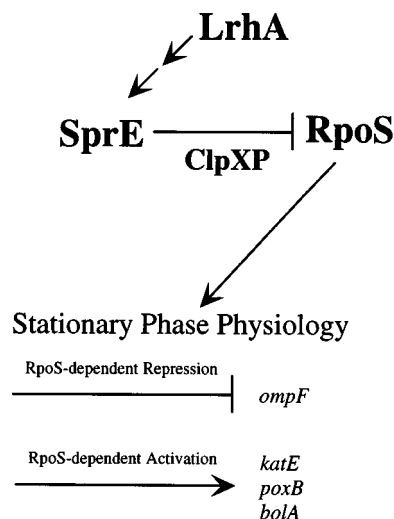 LrhA
SprE
RpoS
ClpXP
Stationary Phase Physiology
RpoS-dependent Repression
ompF
RpoS-dependent Activation
katE
poxB
bolA